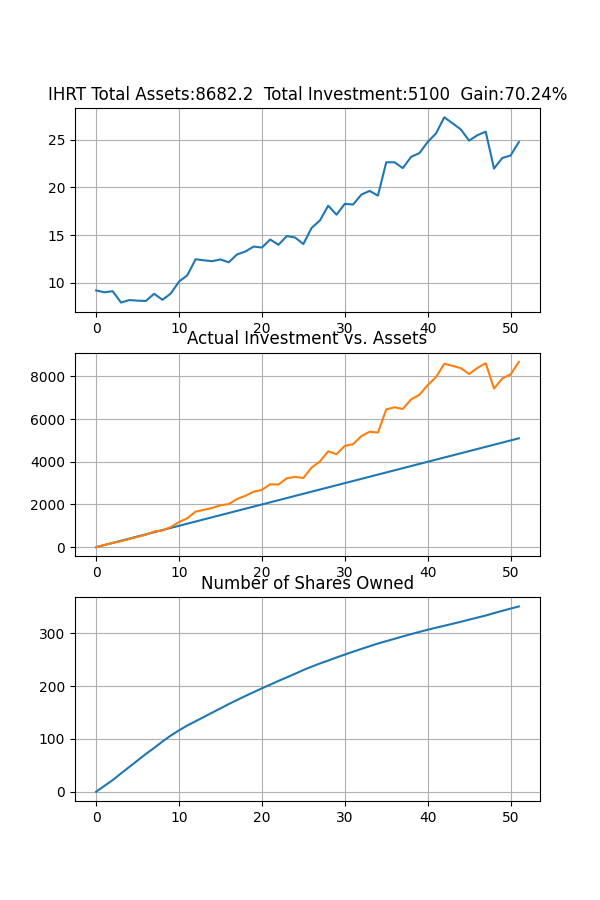 IHRT Total Assets:8682.2  Total Investment:5100  Gain:70.24%
25
20
15
10
0 10 20 30 40 50
Actual Investment vs. Assets
8000
6000
4000
2000
0
0 10 20 30 40 50
Number of Shares Owned
300
200
100
0
0 10 20 30 40 50